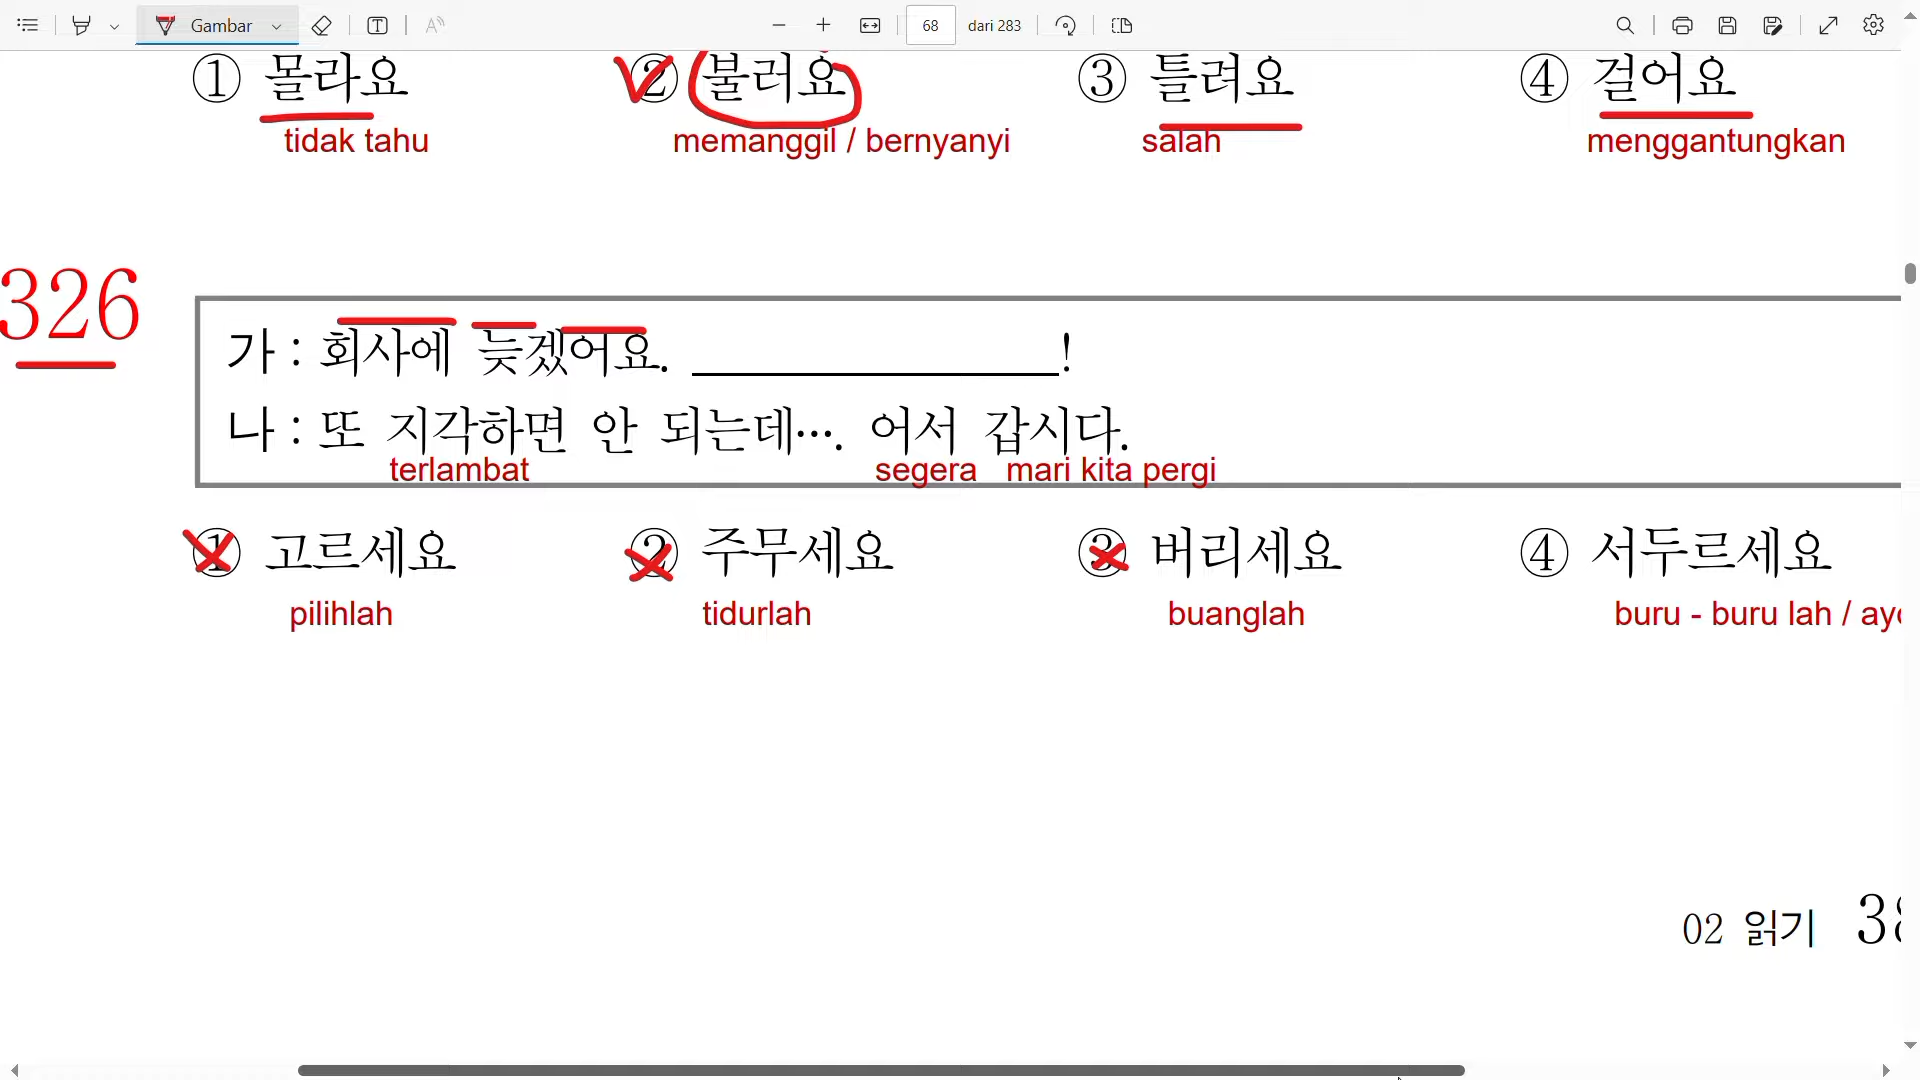 Gambar 68 dari 283
① 몰라요 ② 불러요 ③ 틀려요 ④ 걸어요
tidak tahu memanggil / bernyanyi salah menggantungkan
326
가 : 회사에 늦겠어요. ____________!
나 : 또 지각하면 안 되는데…. 어서 갑시다.
terlambat segera mari kita pergi
① 고르세요 ② 주무세요 ③ 버리세요 ④ 서두르세요
pilihlah tidurlah buanglah buru - buru lah /
02 읽기